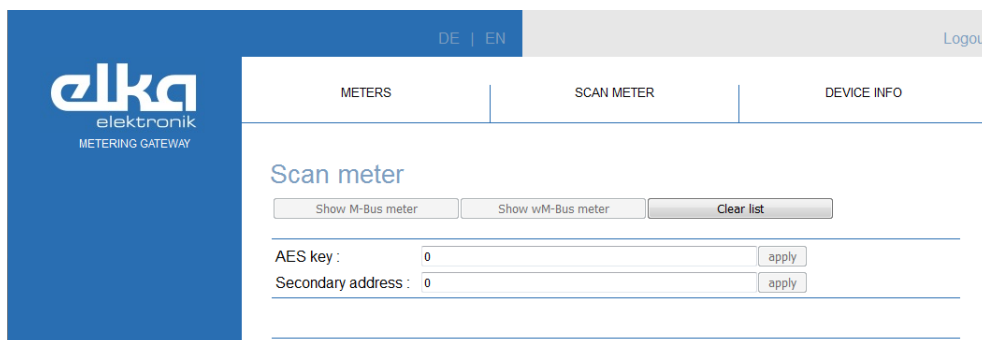 DE | EN
Logou
elka
elektronik
METERING GATEWAY
METERS
SCAN METER
DEVICE INFO
Scan meter
Show M-Bus meter
Show wM-Bus meter
Clear list
AES key :
0
apply
Secondary address :
0
apply